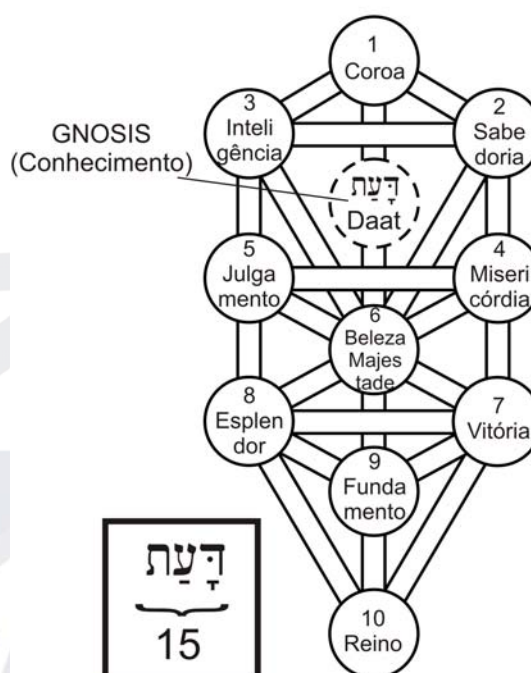 1
Coroa
3
Inteli
gência
2
Sabe
doria
GNOSIS
(Conhecimento)
דָּעַת
Daat
5
Julga
mento
4
Miseri
córdia
6
Beleza
Majes
tade
8
Esplen
dor
7
Vitória
9
Funda
mento
10
Reino
דָּעַת
15